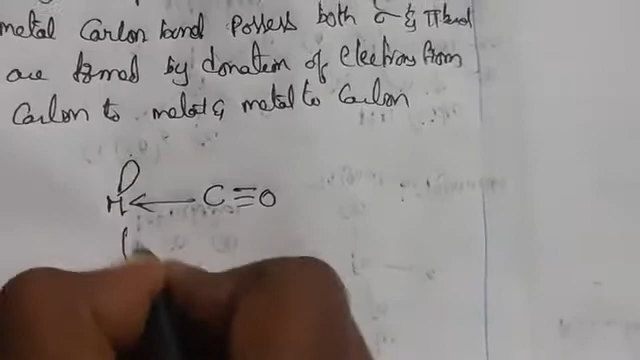 metal Carbon bond Possess both σ & π bond
are formed by donation of electrons from
Carbon to metal & metal to Carbon
M ← C≡O